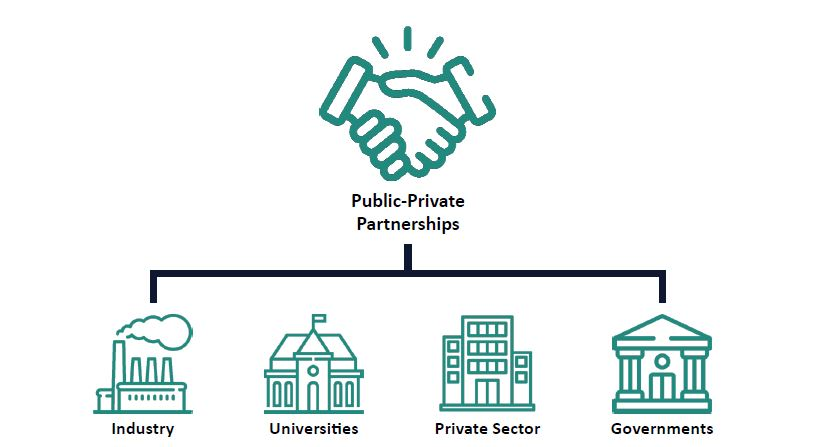 Public-Private
Partnerships
Industry
Universities
Private Sector
Governments